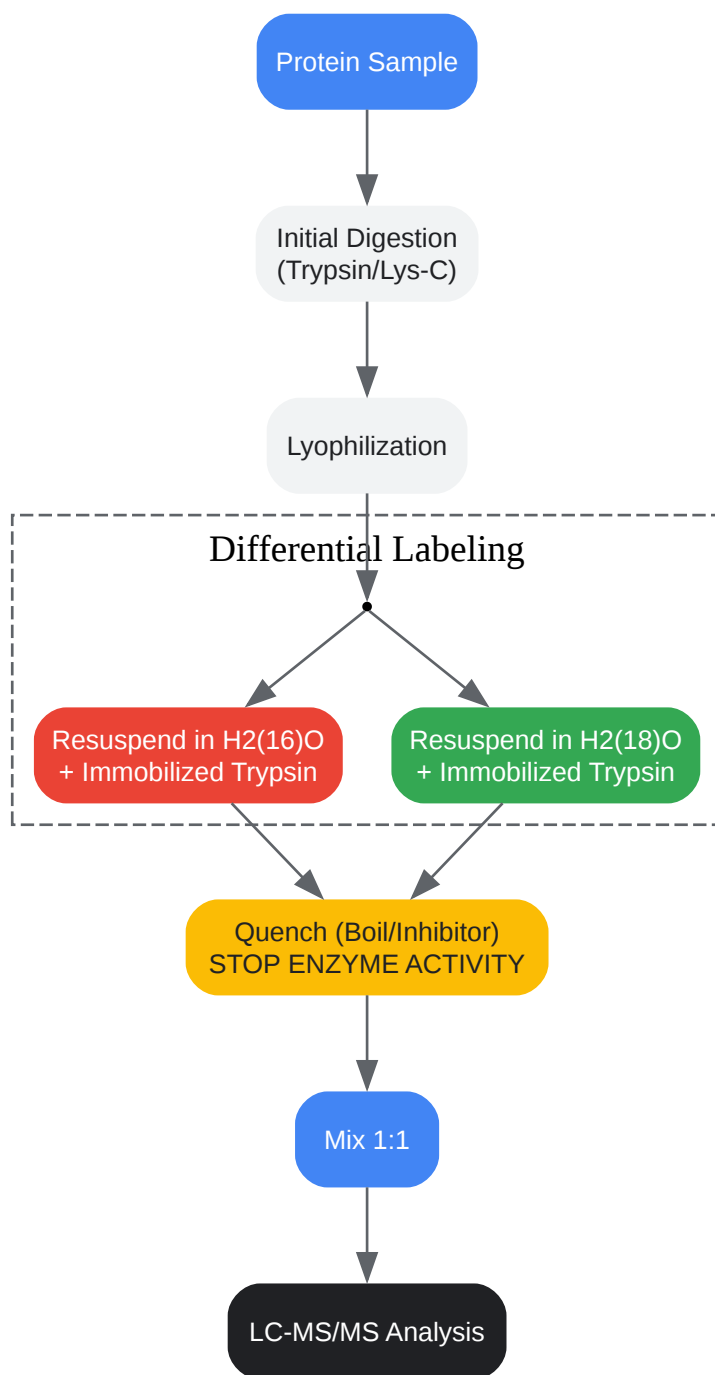 Protein Sample
Initial Digestion
(Trypsin/Lys-C)
Lyophilization
Differential Labeling
Resuspend in H2(16)O
+ Immobilized Trypsin
Resuspend in H2(18)O
+ Immobilized Trypsin
Quench (Boil/Inhibitor)
STOP ENZYME ACTIVITY
Mix 1:1
LC-MS/MS Analysis